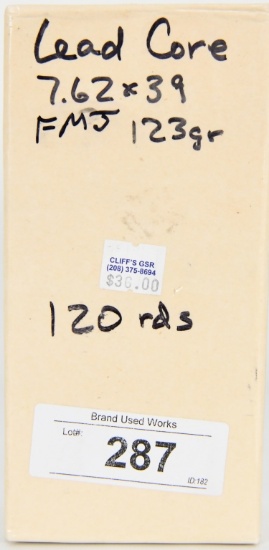 Lead Core
7.62x39
FMJ 123gr
CLIFF'S GSR
(208) 375-8694
$36.00
120 rds
Brand Used Works
Lot#:
287
ID:182